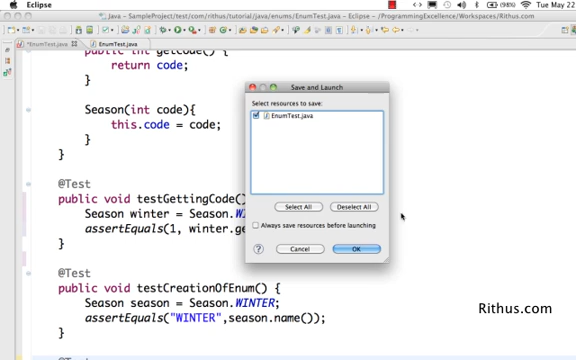 Eclipse
(98%)
Tue May 22
Java - SampleProject/test/com/rithus/tutorial/java/enums/EnumTest.java - Eclipse - /ProgrammingExcellence/Workspaces/Rithus.com
*EnumTest.java
EnumTest.java
public int getCode() {
return code;
}
Season(int code){
this.code = code;
}
}
@Test
public void testGettingCode()
Season winter = Season.WI
assertEquals(1, winter.ge
}
@Test
public void testCreationOfEnum() {
Season season = Season.WINTER;
assertEquals("WINTER",season.name());
}
@Test
Save and Launch
Select resources to save:
EnumTest.java
Select All
Deselect All
Always save resources before launching
?
Cancel
OK
Rithus.com